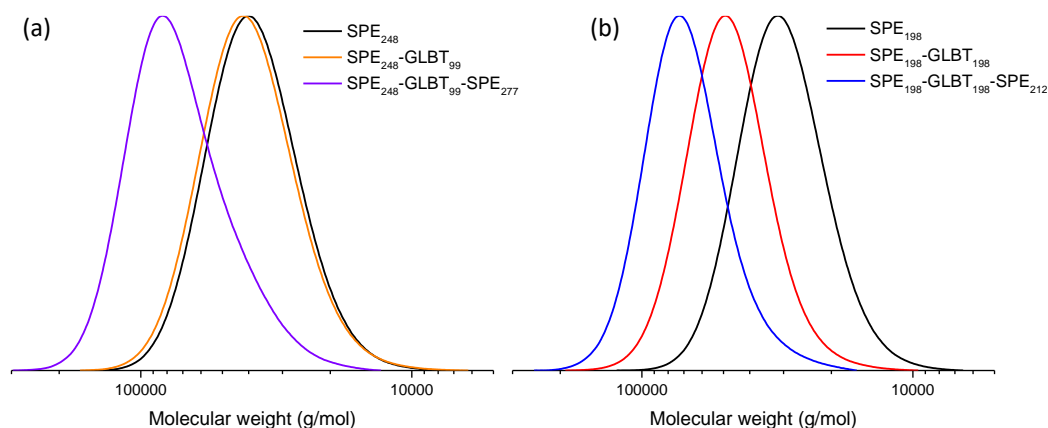 (a)
SPE₂₄₈
SPE₂₄₈-GLBT₉₉
SPE₂₄₈-GLBT₉₉-SPE₂₇₇
100000
10000
Molecular weight (g/mol)
(b)
SPE₁₉₈
SPE₁₉₈-GLBT₁₉₈
SPE₁₉₈-GLBT₁₉₈-SPE₂₁₂
100000
10000
Molecular weight (g/mol)